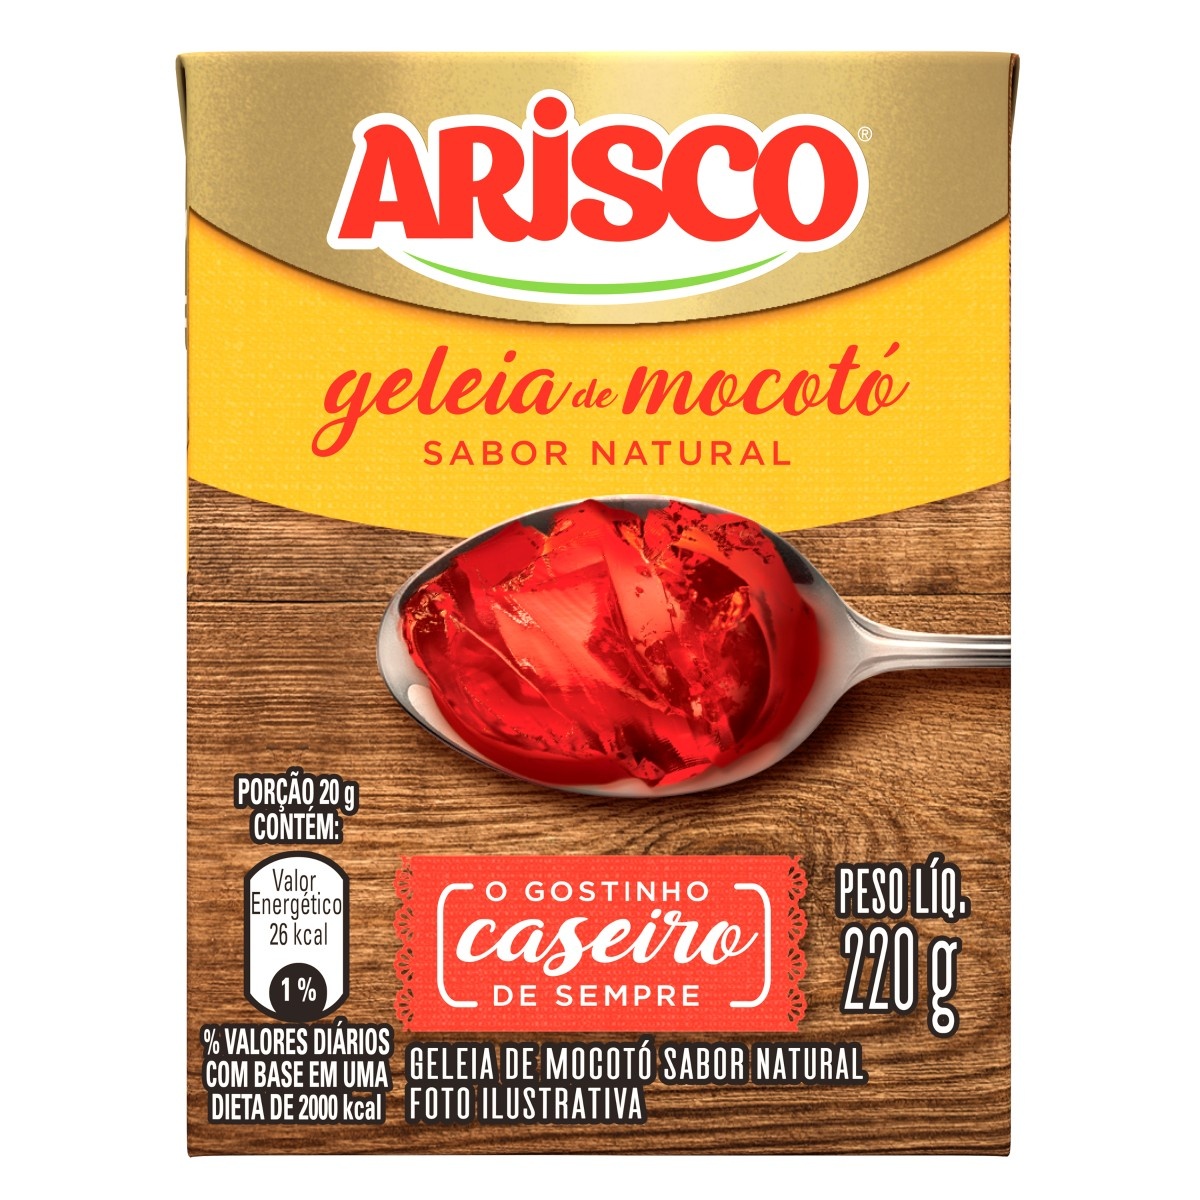 ARISCO®
geleia de mocotó
SABOR NATURAL
PORÇÃO 20 g
CONTÉM:
Valor
Energético
26 kcal
1 %
% VALORES DIÁRIOS
COM BASE EM UMA
DIETA DE 2000 kcal
O GOSTINHO
caseiro
DE SEMPRE
PESO LÍQ.
220 g
GELEIA DE MOCOTÓ SABOR NATURAL
FOTO ILUSTRATIVA